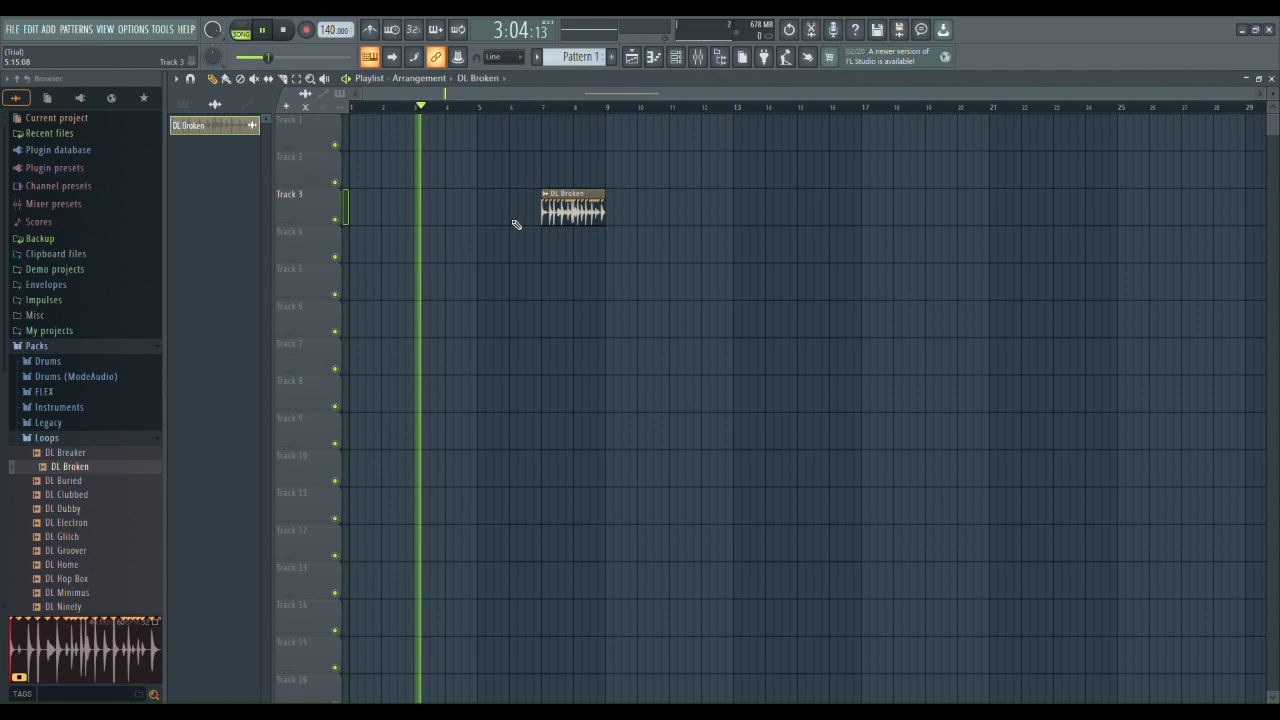 FILE EDIT ADD PATTERNS VIEW OPTIONS TOOLS HELP
SONG
140.000
3:04:13
2
678 MB
0
(Trial)
5:15:08
Track 3
Line
Pattern 1
02/20 A newer version of
FL Studio is available!
Browser
Playlist - Arrangement
DL Broken
1
3
4
5
6
7
8
9
10
11
12
13
14
15
16
17
18
19
20
21
22
23
24
25
26
27
28
29
Current project
Recent files
Plugin database
Plugin presets
Channel presets
Mixer presets
Scores
Backup
Clipboard files
Demo projects
Envelopes
Impulses
Misc
My projects
Packs
Drums
Drums (ModeAudio)
FLEX
Instruments
Legacy
Loops
DL Breaker
DL Broken
DL Buried
DL Clubbed
DL Dubby
DL Electron
DL Glitch
DL Groover
DL Home
DL Hop Box
DL Minimus
DL Ninety
TAGS
DL Broken
Track 1
Track 2
Track 3
Track 4
Track 5
Track 6
Track 7
Track 8
Track 9
Track 10
Track 11
Track 12
Track 13
Track 14
Track 15
Track 16
DL Broken